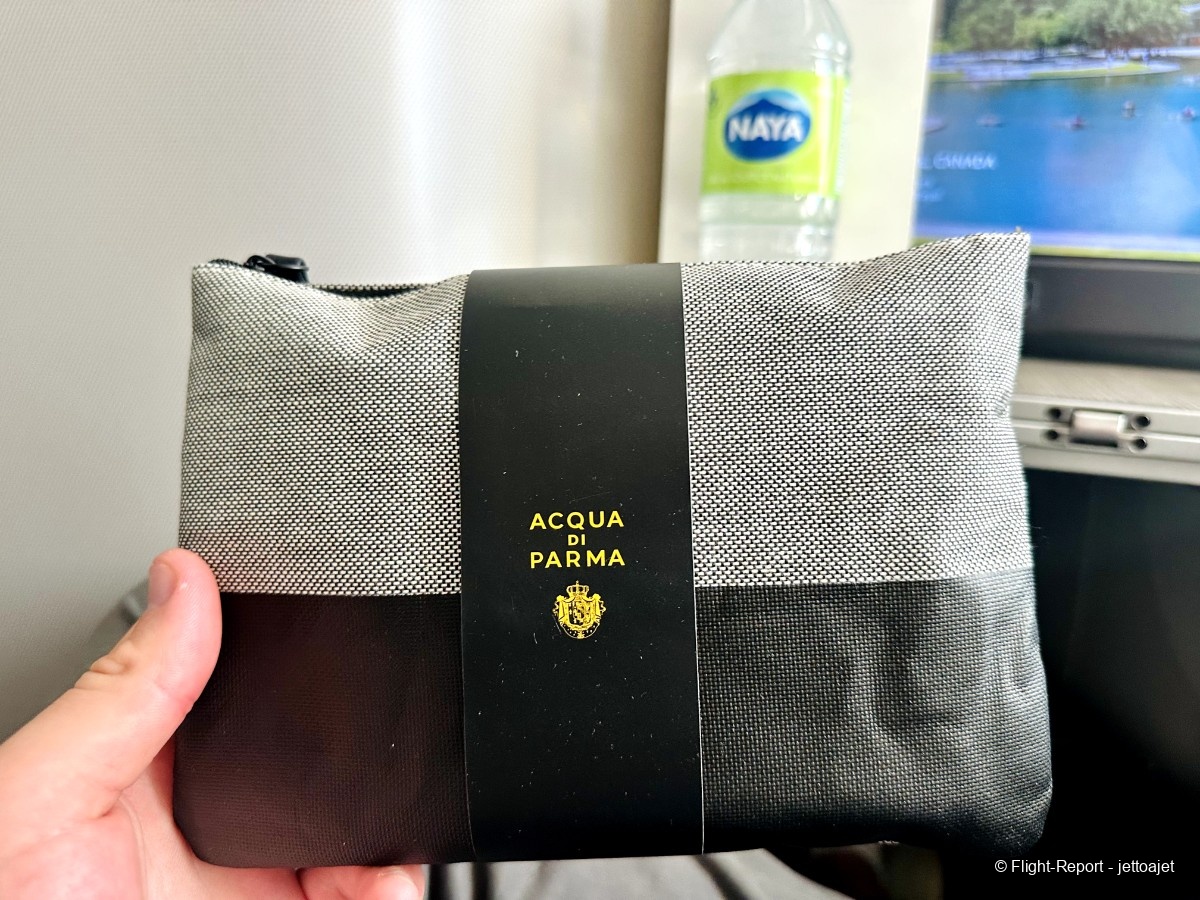 NAYA
CANADA
ACQUA
DI
PARMA
© Flight-Report - jettoajet